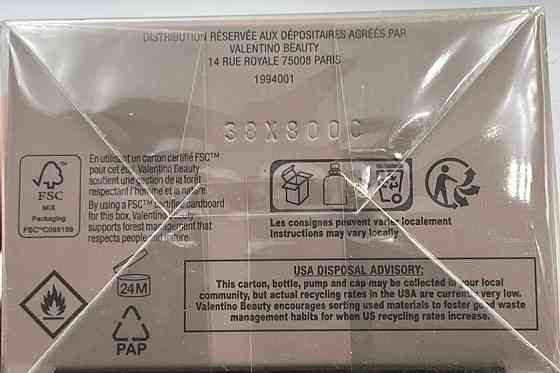 DISTRIBUTION RÉSERVÉE AUX DÉPOSITAIRES AGRÉÉS PAR
VALENTINO BEAUTY
14 RUE ROYALE 75008 PARIS
1994001
38X800C
FSC
MIX
Packaging
En utilisant un carton certifié FSC™
pour cet étui, Valentino Beauty
soutient une gestion de la forêt
respectant l'homme et la nature.
By using a FSC™ certified cardboard
for this box, Valentino Beauty
supports forest management that
respects people and nature.
Les consignes peuvent varier localement
Instructions may vary locally
24M
PAP
USA DISPOSAL ADVISORY:
This carton, bottle, pump and cap may be collected in your local
community, but actual recycling rates in the USA are currently very low.
Valentino Beauty encourages sorting used materials to foster good waste
management habits for when US recycling rates increase.